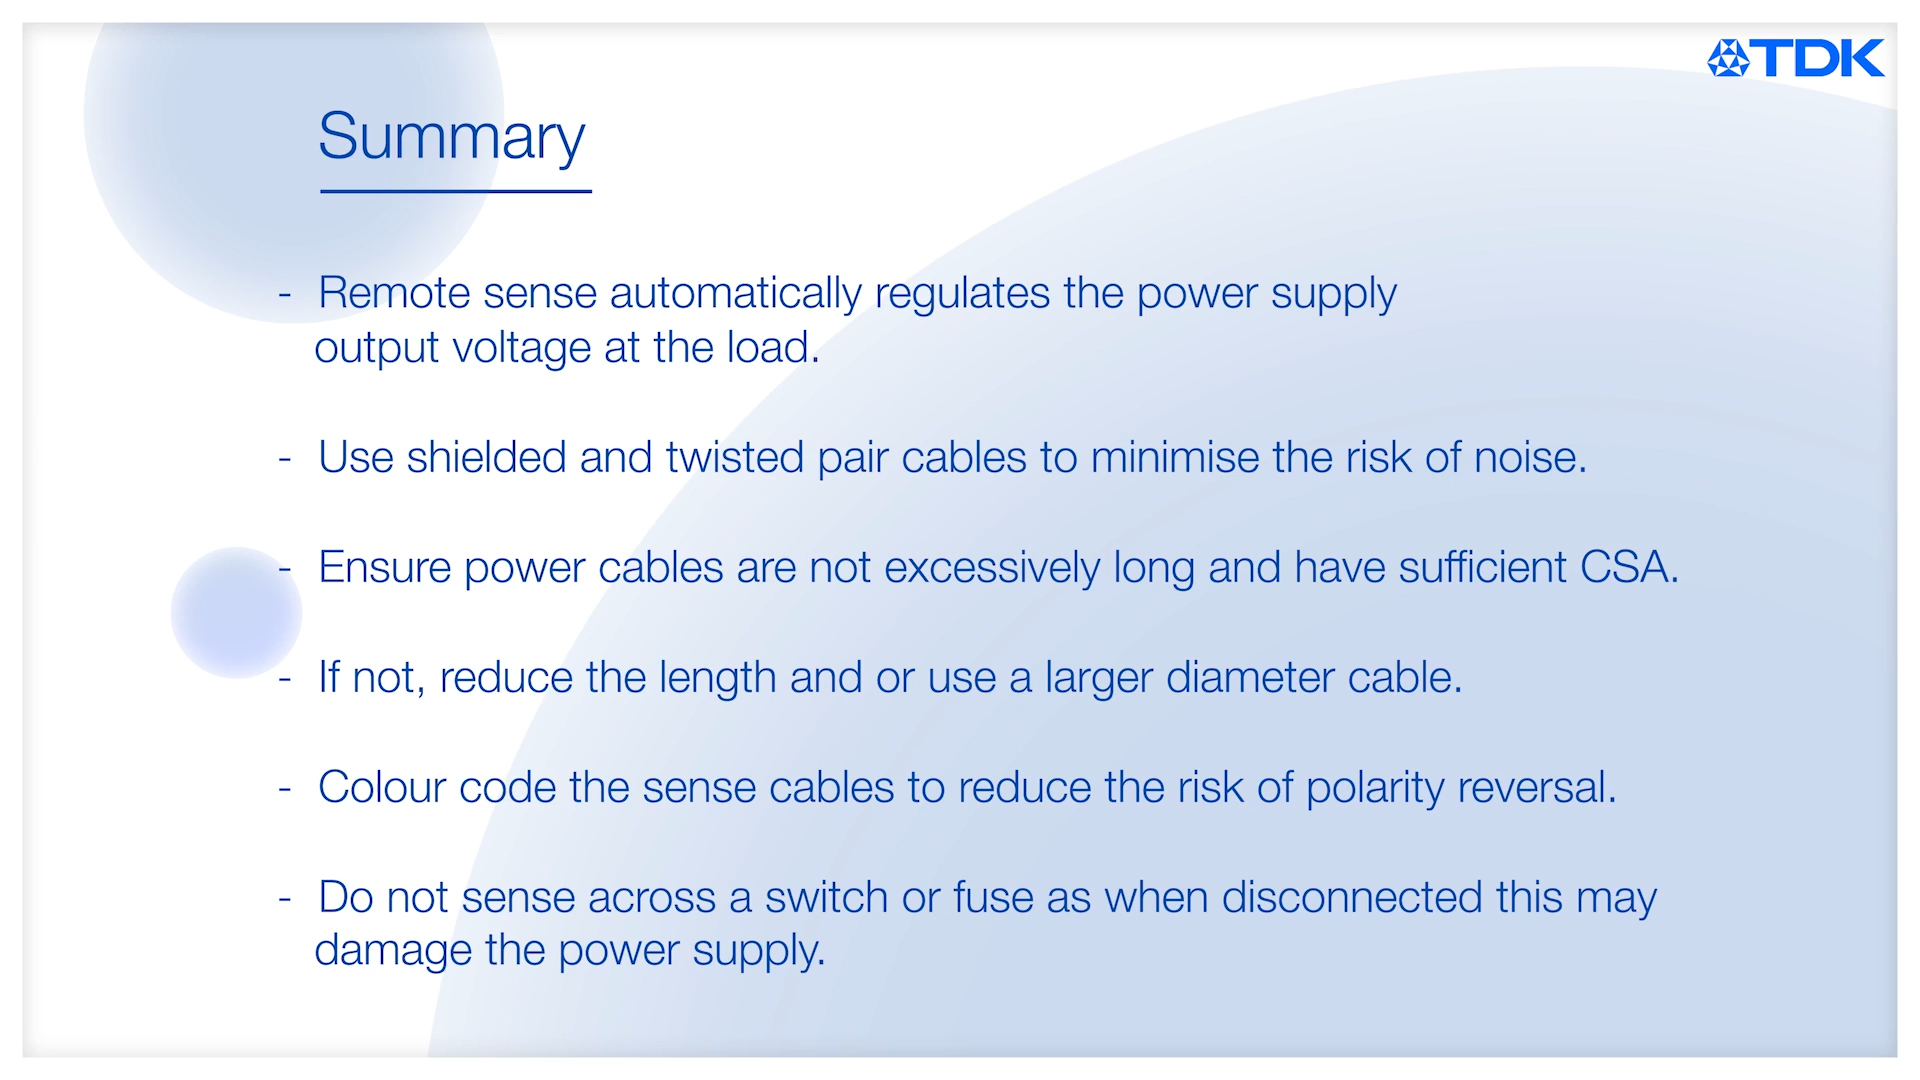 TDK
Summary
- Remote sense automatically regulates the power supply
output voltage at the load.
- Use shielded and twisted pair cables to minimise the risk of noise.
- Ensure power cables are not excessively long and have sufficient CSA.
- If not, reduce the length and or use a larger diameter cable.
- Colour code the sense cables to reduce the risk of polarity reversal.
- Do not sense across a switch or fuse as when disconnected this may
damage the power supply.